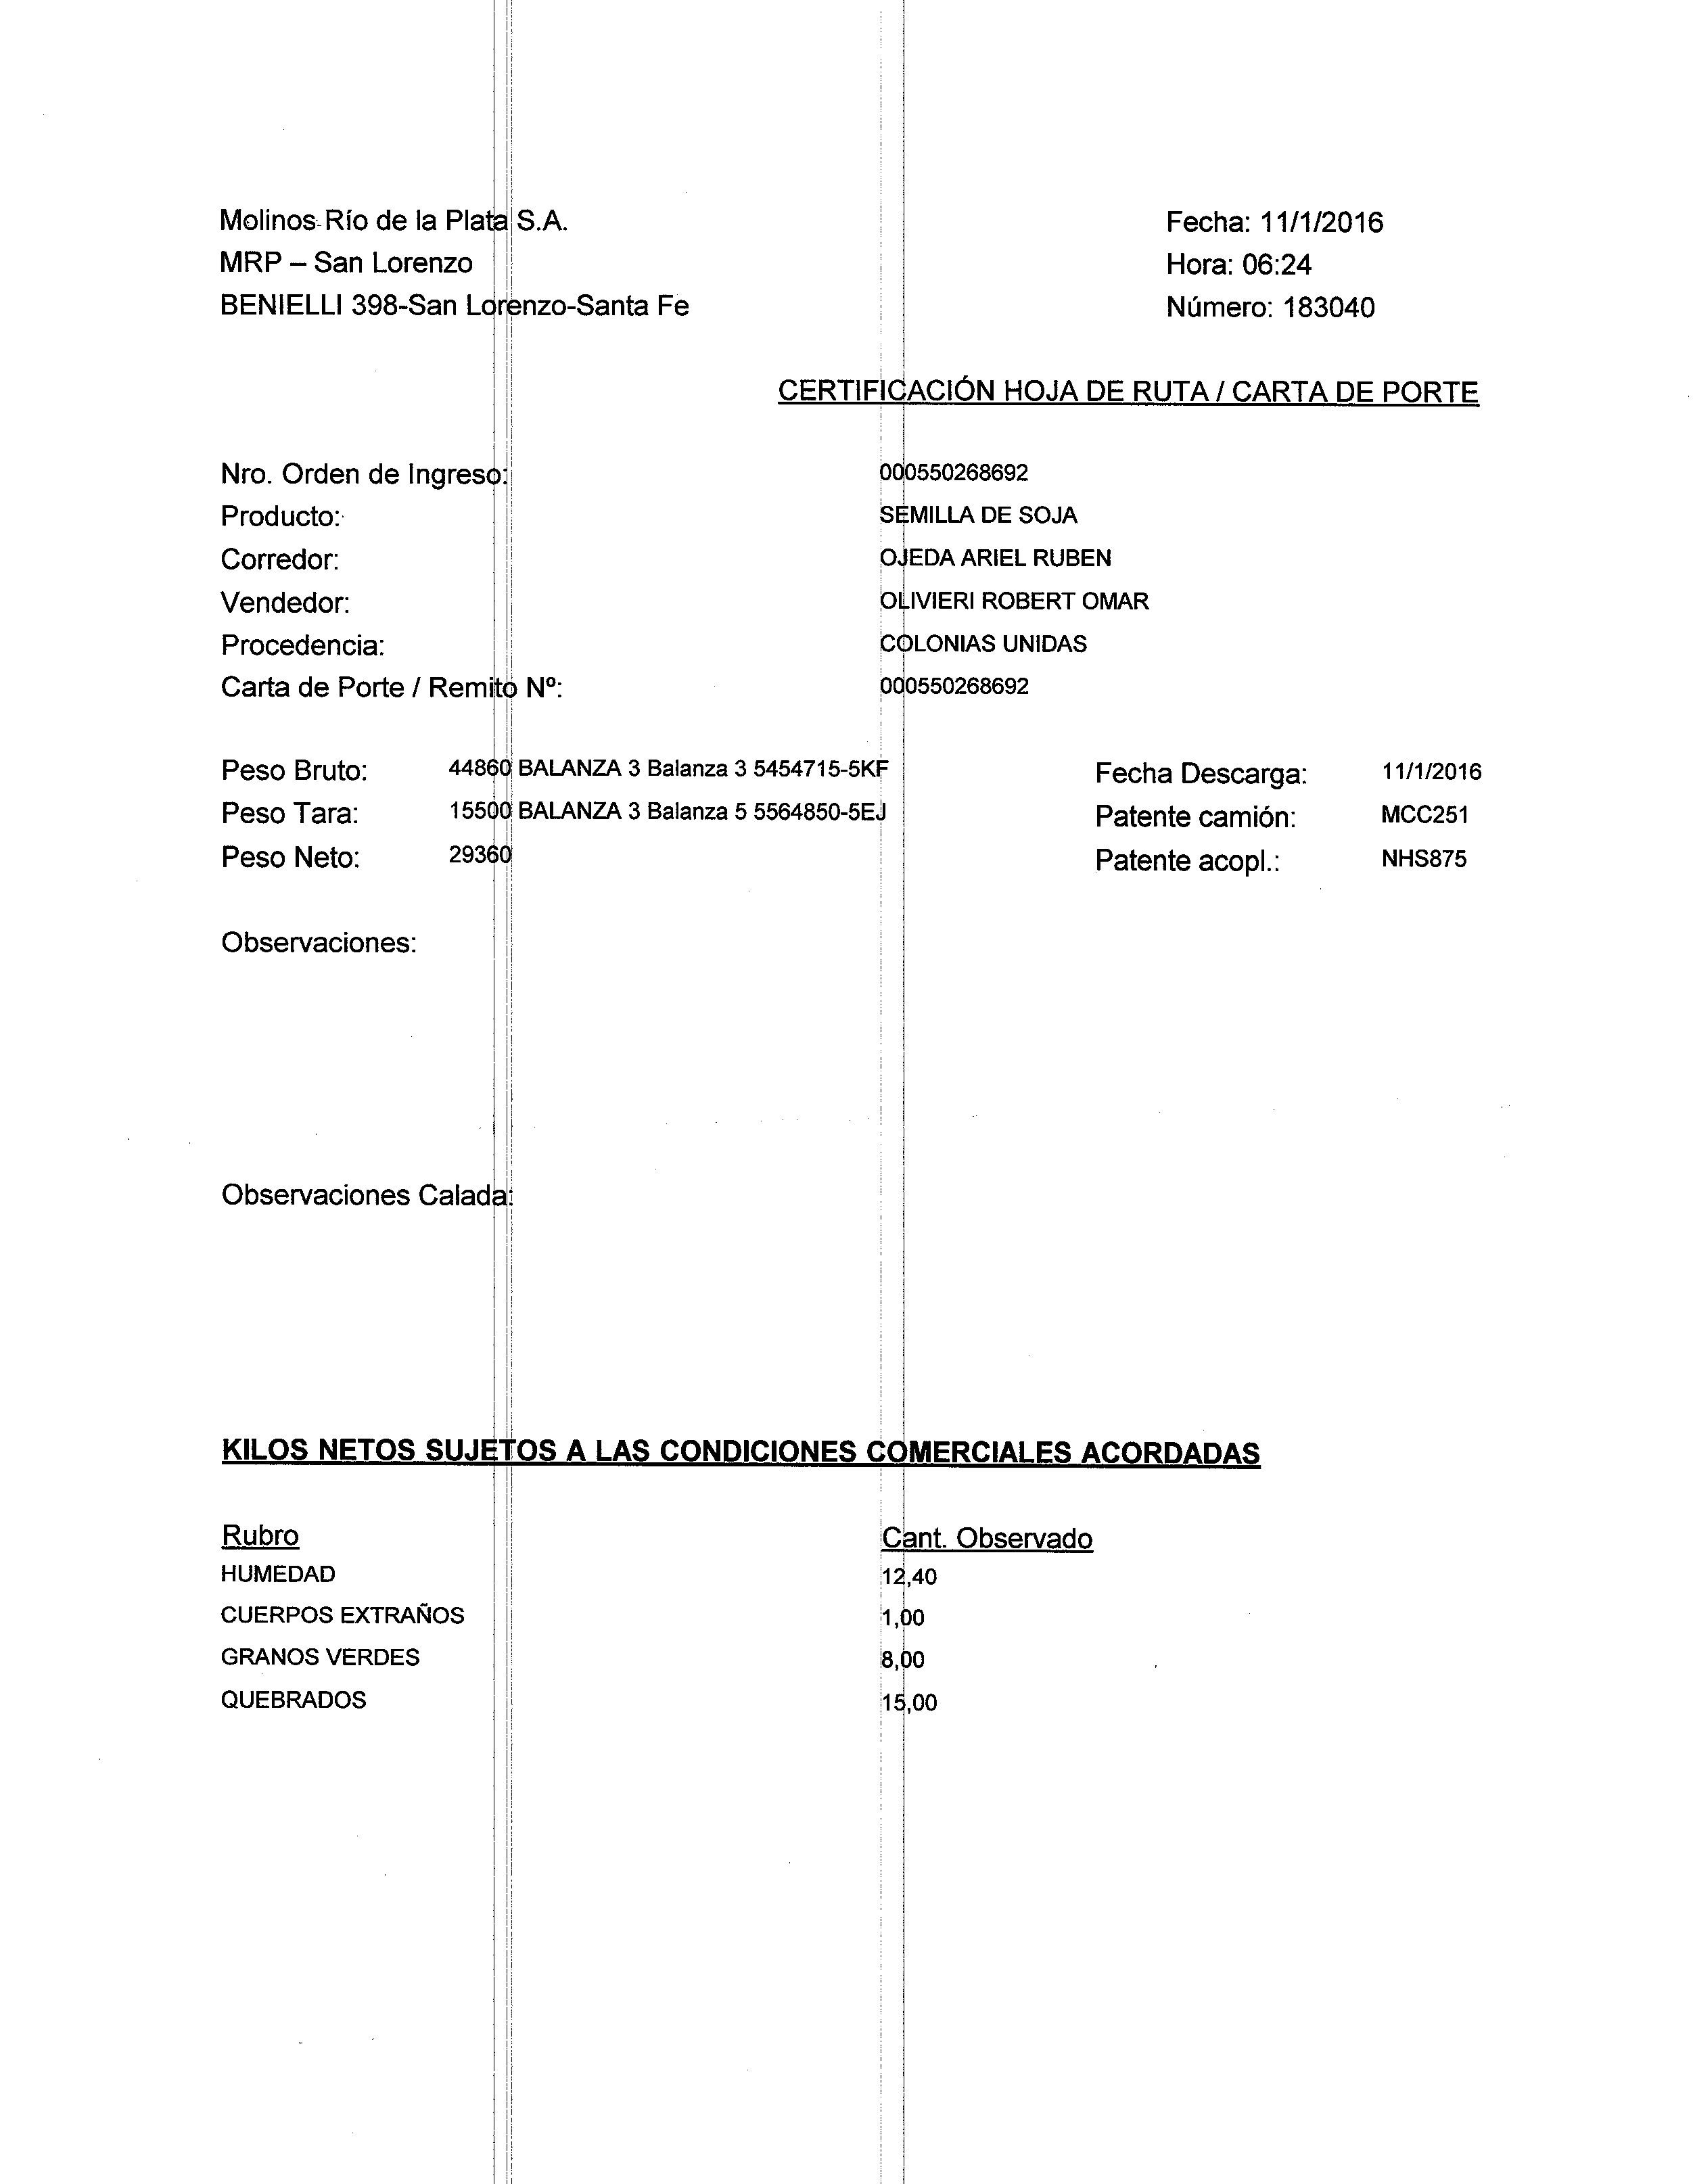 Molinos Río de la Plata S.A.
MRP – San Lorenzo
BENIELLI 398-San Lorenzo-Santa Fe
Fecha: 11/1/2016
Hora: 06:24
Número: 183040
CERTIFICACIÓN HOJA DE RUTA / CARTA DE PORTE
Nro. Orden de Ingreso: 000550268692
Producto: SEMILLA DE SOJA
Corredor: OJEDA ARIEL RUBEN
Vendedor: OLIVIERI ROBERT OMAR
Procedencia: COLONIAS UNIDAS
Carta de Porte / Remito Nº: 000550268692
Peso Bruto: 44860 BALANZA 3 Balanza 3 5454715-5KF
Peso Tara: 15500 BALANZA 3 Balanza 5 5564850-5EJ
Peso Neto: 29360
Fecha Descarga: 11/1/2016
Patente camión: MCC251
Patente acopl.: NHS875
Observaciones:
Observaciones Calada:
KILOS NETOS SUJETOS A LAS CONDICIONES COMERCIALES ACORDADAS
Rubro Cant. Observado
HUMEDAD 12,40
CUERPOS EXTRAÑOS 1,00
GRANOS VERDES 8,00
QUEBRADOS 15,00